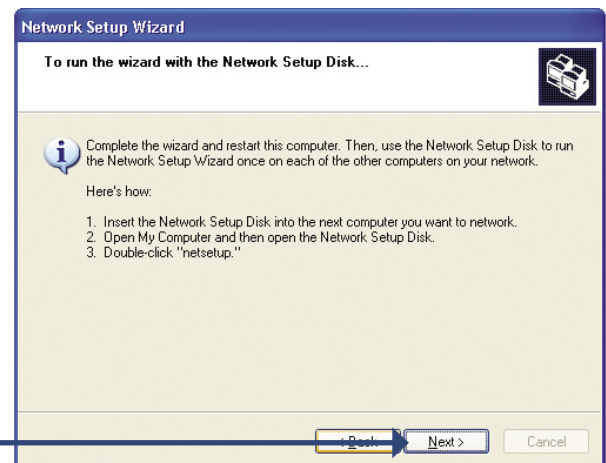 Network Setup Wizard
To run the wizard with the Network Setup Disk...
Complete the wizard and restart this computer. Then, use the Network Setup Disk to run
the Network Setup Wizard once on each of the other computers on your network.
Here's how:
1. Insert the Network Setup Disk into the next computer you want to network.
2. Open My Computer and then open the Network Setup Disk.
3. Double-click "netsetup."
Next > Cancel